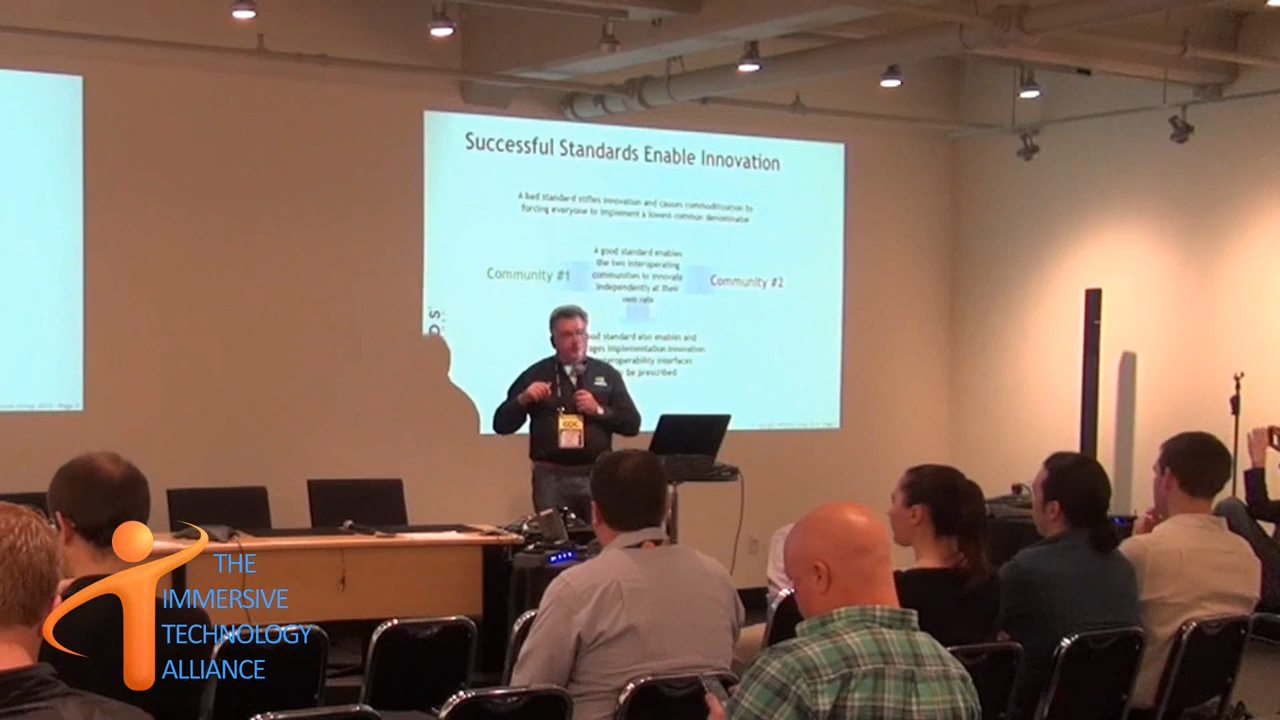 Successful Standards Enable Innovation
A bad standard stifles innovation and causes commoditization by
forcing everyone to implement a lowest common denominator
A good standard enables
the two interoperating
communities to innovate
independently at their
own rate
Community #1
Community #2
standard also enables and
implementation innovation
interoperability interfaces
be prescribed
GDC
THE
IMMERSIVE
TECHNOLOGY
ALLIANCE